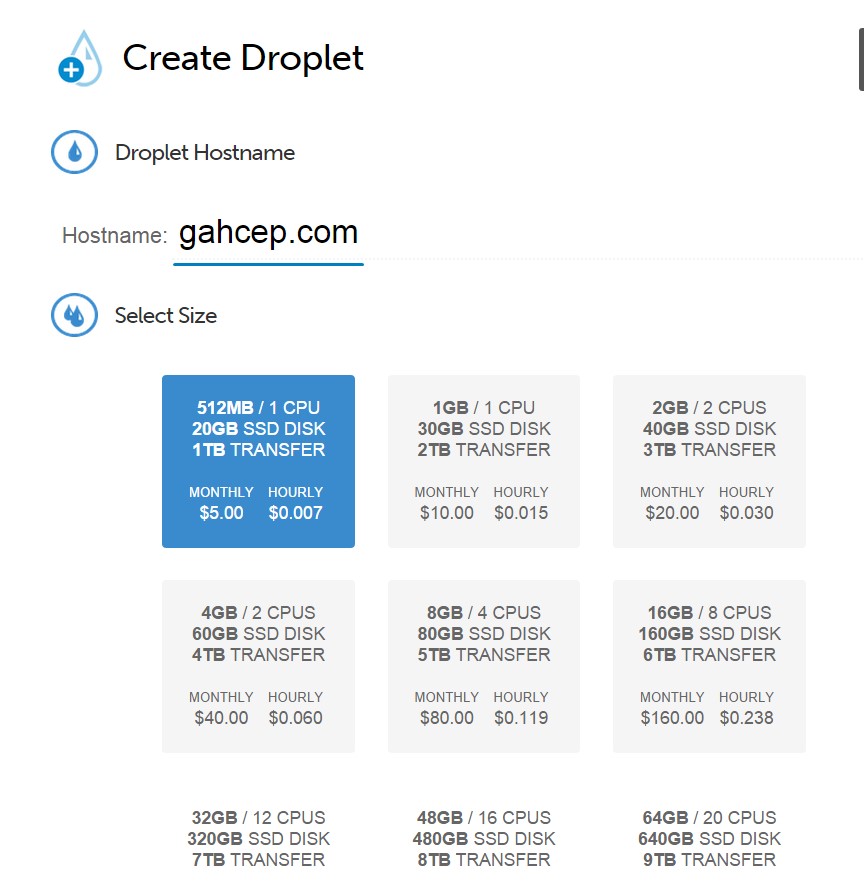 Create Droplet
Droplet Hostname
Hostname: gahcep.com
Select Size
512MB / 1 CPU
20GB SSD DISK
1TB TRANSFER
MONTHLY HOURLY
$5.00 $0.007
1GB / 1 CPU
30GB SSD DISK
2TB TRANSFER
MONTHLY HOURLY
$10.00 $0.015
2GB / 2 CPUS
40GB SSD DISK
3TB TRANSFER
MONTHLY HOURLY
$20.00 $0.030
4GB / 2 CPUS
60GB SSD DISK
4TB TRANSFER
MONTHLY HOURLY
$40.00 $0.060
8GB / 4 CPUS
80GB SSD DISK
5TB TRANSFER
MONTHLY HOURLY
$80.00 $0.119
16GB / 8 CPUS
160GB SSD DISK
6TB TRANSFER
MONTHLY HOURLY
$160.00 $0.238
32GB / 12 CPUS
320GB SSD DISK
7TB TRANSFER
48GB / 16 CPUS
480GB SSD DISK
8TB TRANSFER
64GB / 20 CPUS
640GB SSD DISK
9TB TRANSFER